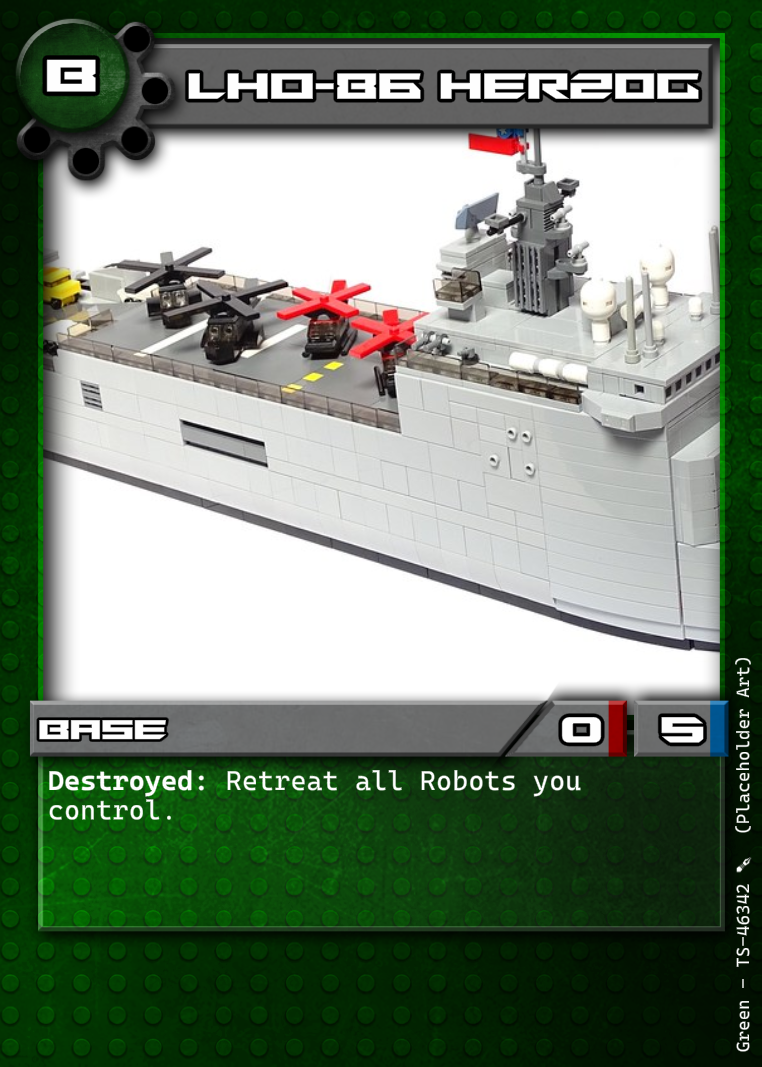 B
LHD-86 HERZOG
BASE
0
5
Destroyed: Retreat all Robots you
control.
Green - TS-46342 ✒ (Placeholder Art)